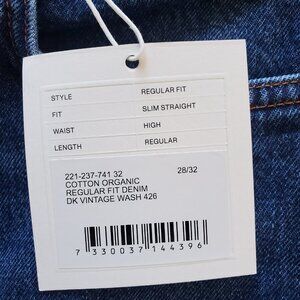 STYLE REGULAR FIT
FIT SLIM STRAIGHT
WAIST HIGH
LENGTH REGULAR
221-237-741 32 28/32
COTTON ORGANIC
REGULAR FIT DENIM
DK VINTAGE WASH 426
7 330037 144396